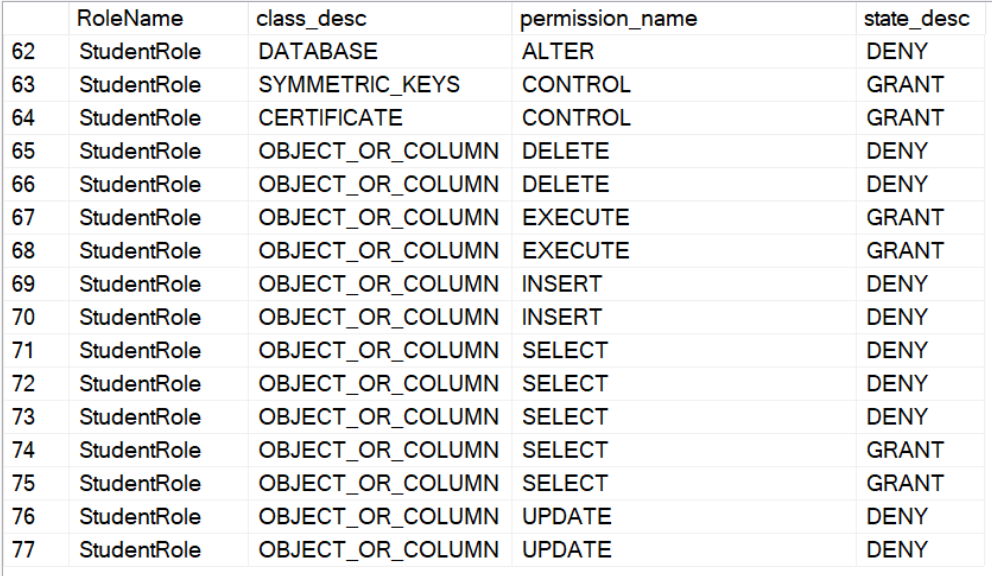 RoleName class_desc permission_name state_desc
62 StudentRole DATABASE ALTER DENY
63 StudentRole SYMMETRIC_KEYS CONTROL GRANT
64 StudentRole CERTIFICATE CONTROL GRANT
65 StudentRole OBJECT_OR_COLUMN DELETE DENY
66 StudentRole OBJECT_OR_COLUMN DELETE DENY
67 StudentRole OBJECT_OR_COLUMN EXECUTE GRANT
68 StudentRole OBJECT_OR_COLUMN EXECUTE GRANT
69 StudentRole OBJECT_OR_COLUMN INSERT DENY
70 StudentRole OBJECT_OR_COLUMN INSERT DENY
71 StudentRole OBJECT_OR_COLUMN SELECT DENY
72 StudentRole OBJECT_OR_COLUMN SELECT DENY
73 StudentRole OBJECT_OR_COLUMN SELECT DENY
74 StudentRole OBJECT_OR_COLUMN SELECT GRANT
75 StudentRole OBJECT_OR_COLUMN SELECT GRANT
76 StudentRole OBJECT_OR_COLUMN UPDATE DENY
77 StudentRole OBJECT_OR_COLUMN UPDATE DENY